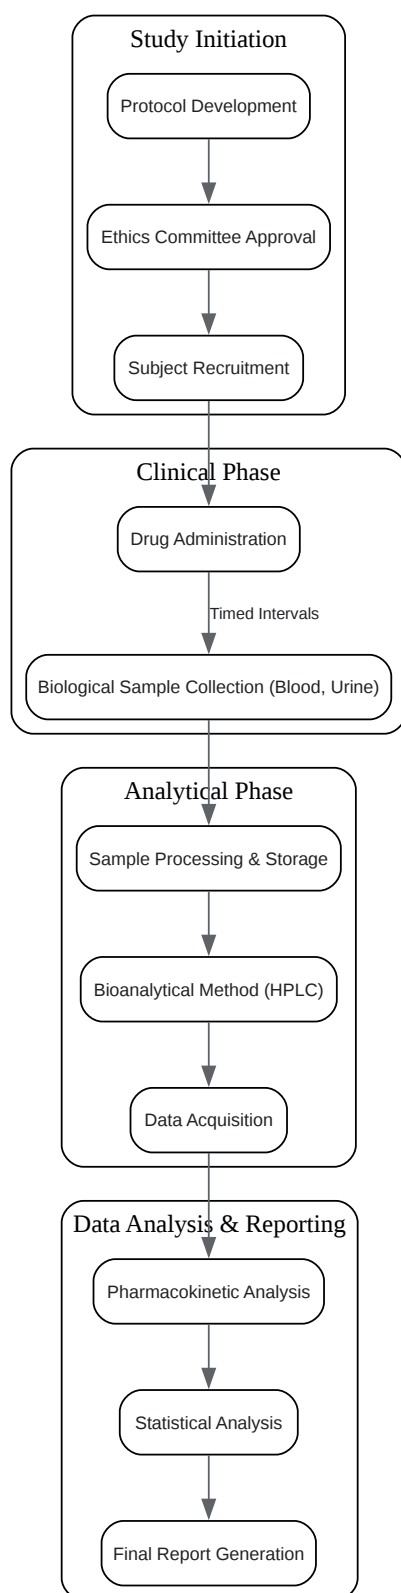 Study Initiation
Protocol Development
Ethics Committee Approval
Subject Recruitment
Clinical Phase
Drug Administration
Timed Intervals
Biological Sample Collection (Blood, Urine)
Analytical Phase
Sample Processing & Storage
Bioanalytical Method (HPLC)
Data Acquisition
Data Analysis & Reporting
Pharmacokinetic Analysis
Statistical Analysis
Final Report Generation